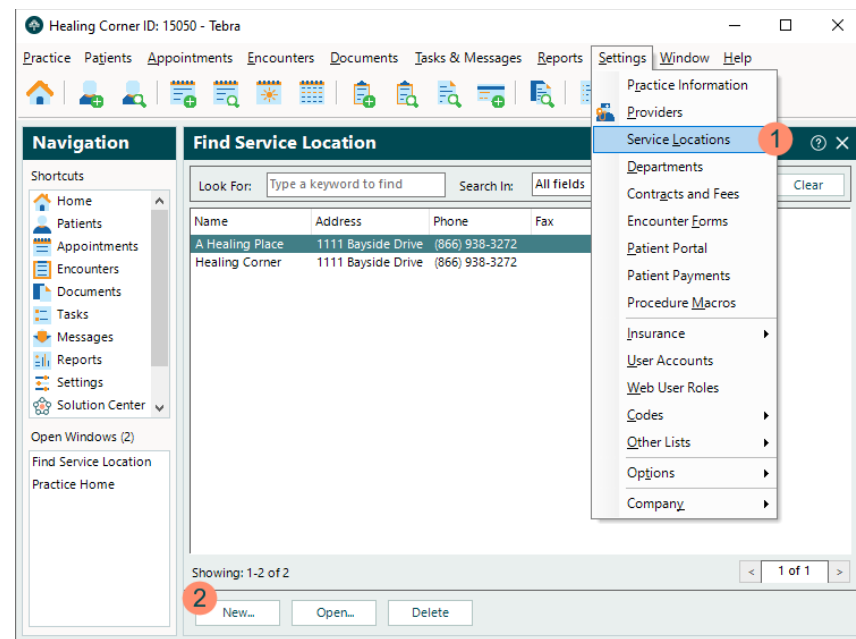 Healing Corner ID: 15050 - Tebra
Practice Patients Appointments Encounters Documents Tasks & Messages Reports Settings Window Help
Practice Information
Providers
Service Locations
1
Departments
Contracts and Fees
Encounter Forms
Patient Portal
Patient Payments
Procedure Macros
Insurance
User Accounts
Web User Roles
Codes
Other Lists
Options
Company
Navigation
Shortcuts
Home
Patients
Appointments
Encounters
Documents
Tasks
Messages
Reports
Settings
Solution Center
Open Windows (2)
Find Service Location
Practice Home
Find Service Location
Look For: Type a keyword to find Search In: All fields Clear
Name Address Phone Fax
A Healing Place 1111 Bayside Drive (866) 938-3272
Healing Corner 1111 Bayside Drive (866) 938-3272
Showing: 1-2 of 2
< 1 of 1 >
2
New... Open... Delete